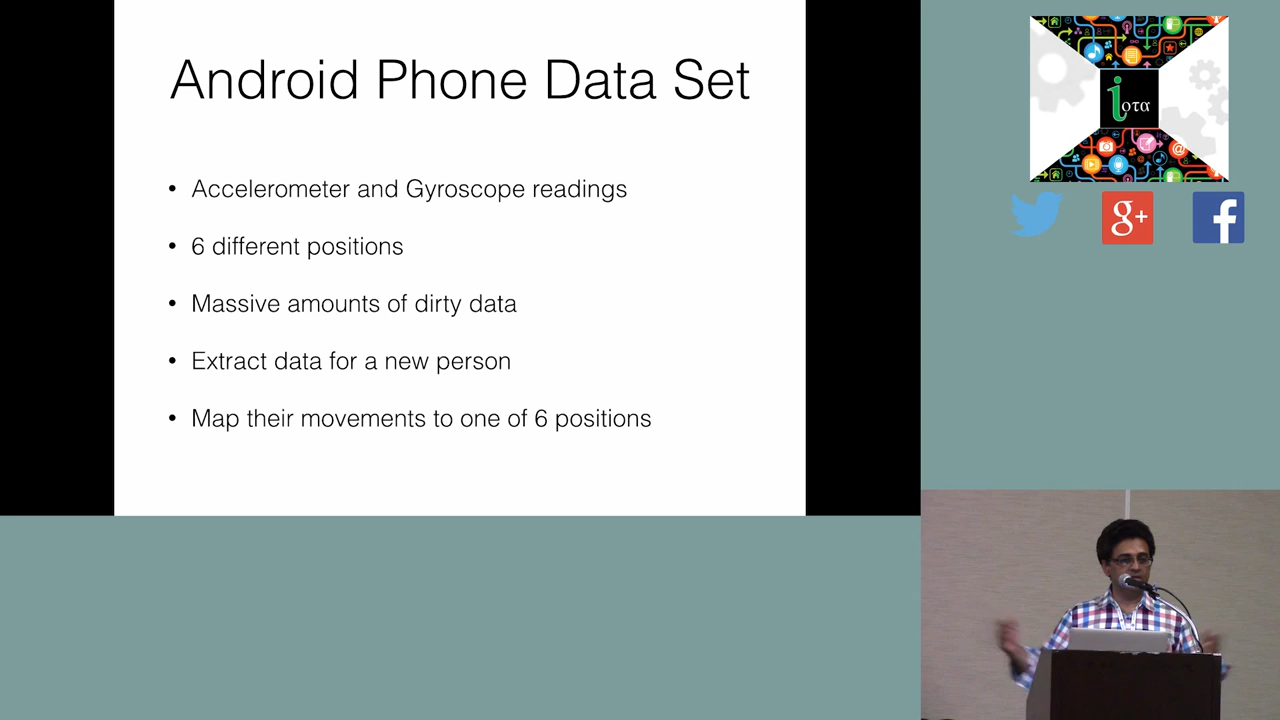 Android Phone Data Set
• Accelerometer and Gyroscope readings
• 6 different positions
• Massive amounts of dirty data
• Extract data for a new person
• Map their movements to one of 6 positions
iοτα
g+
f